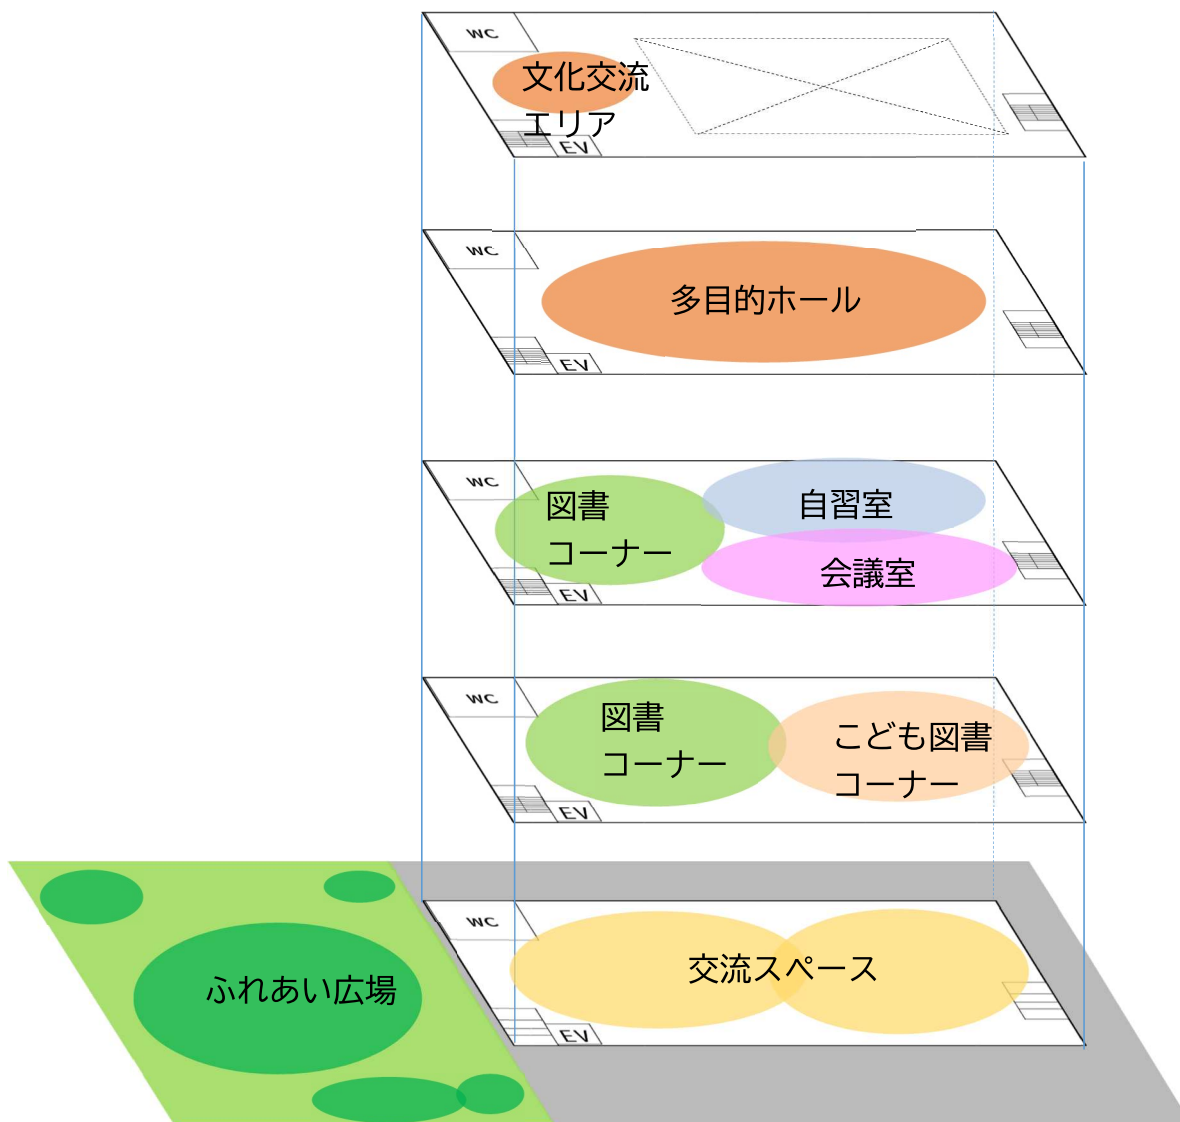 WC
文化交流
エリア
EV
WC
多目的ホール
EV
WC
図書
コーナー
自習室
会議室
EV
WC
図書
コーナー
こども図書
コーナー
EV
WC
交流スペース
ふれあい広場
EV